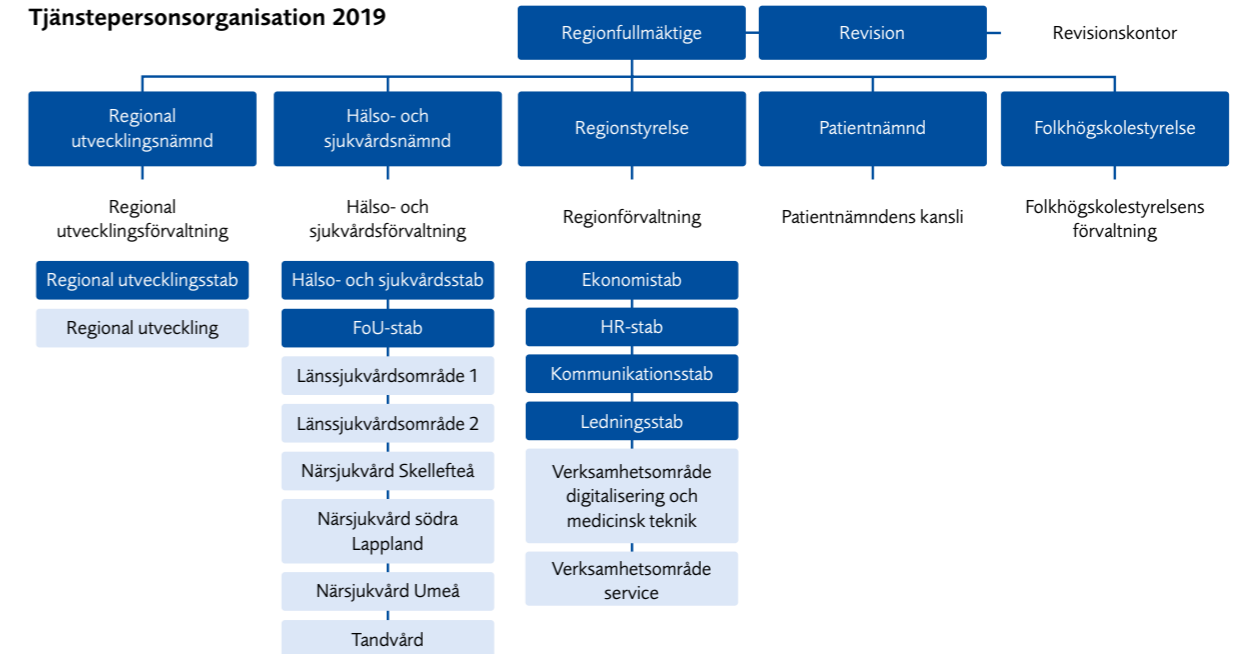 Tjänstepersonsorganisation 2019
Regionfullmäktige
Revision
Revisionskontor
Regional
utvecklingsnämnd
Hälso- och
sjukvårdsnämnd
Regionstyrelse
Patientnämnd
Folkhögskolestyrelse
Regional
utvecklingsförvaltning
Hälso- och
sjukvårdsförvaltning
Regionförvaltning
Patientnämndens kansli
Folkhögskolestyrelsens
förvaltning
Regional utvecklingsstab
Regional utveckling
Hälso- och sjukvårdsstab
FoU-stab
Länssjukvårdsområde 1
Länssjukvårdsområde 2
Närsjukvård Skellefteå
Närsjukvård södra
Lappland
Närsjukvård Umeå
Tandvård
Ekonomistab
HR-stab
Kommunikationsstab
Ledningsstab
Verksamhetsområde
digitalisering och
medicinsk teknik
Verksamhetsområde
service